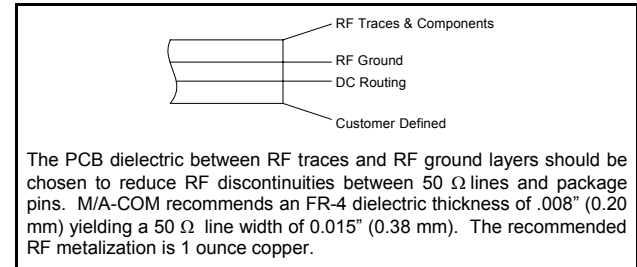 RF Traces & Components
RF Ground
DC Routing
Customer Defined
The PCB dielectric between RF traces and RF ground layers should be
chosen to reduce RF discontinuities between 50 Ω lines and package
pins. M/A-COM recommends an FR-4 dielectric thickness of .008” (0.20
mm) yielding a 50 Ω line width of 0.015” (0.38 mm). The recommended
RF metalization is 1 ounce copper.